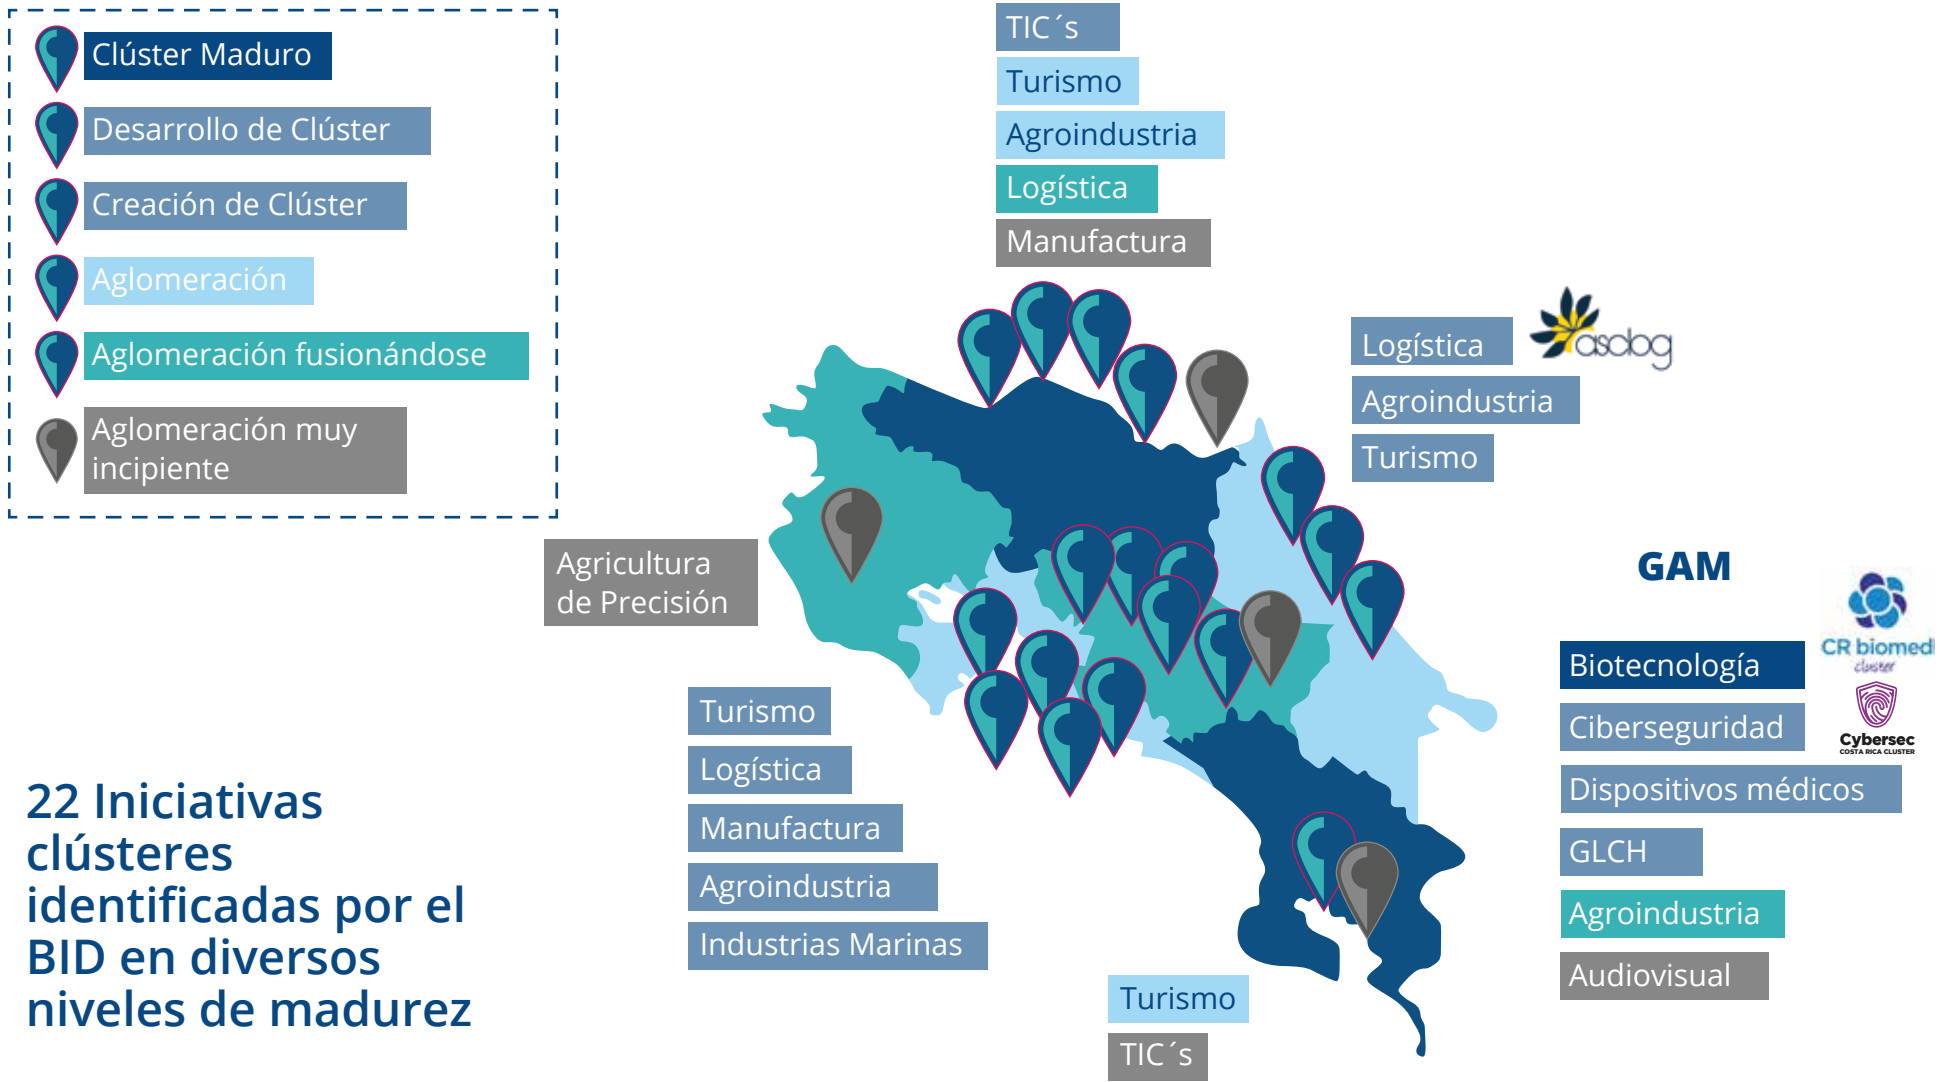 Clúster Maduro
Desarrollo de Clúster
Creación de Clúster
Aglomeración
Aglomeración fusionándose
Aglomeración muy
incipiente
TIC´s
Turismo
Agroindustria
Logística
Manufactura
Logística
asdog
Agroindustria
Turismo
Agricultura
de Precisión
GAM
CR biomed
cluster
Biotecnología
Ciberseguridad
Cybersec
COSTA RICA CLUSTER
Dispositivos médicos
GLCH
Agroindustria
Audiovisual
Turismo
Logística
Manufactura
Agroindustria
Industrias Marinas
Turismo
TIC´s
22 Iniciativas
clústeres
identificadas por el
BID en diversos
niveles de madurez